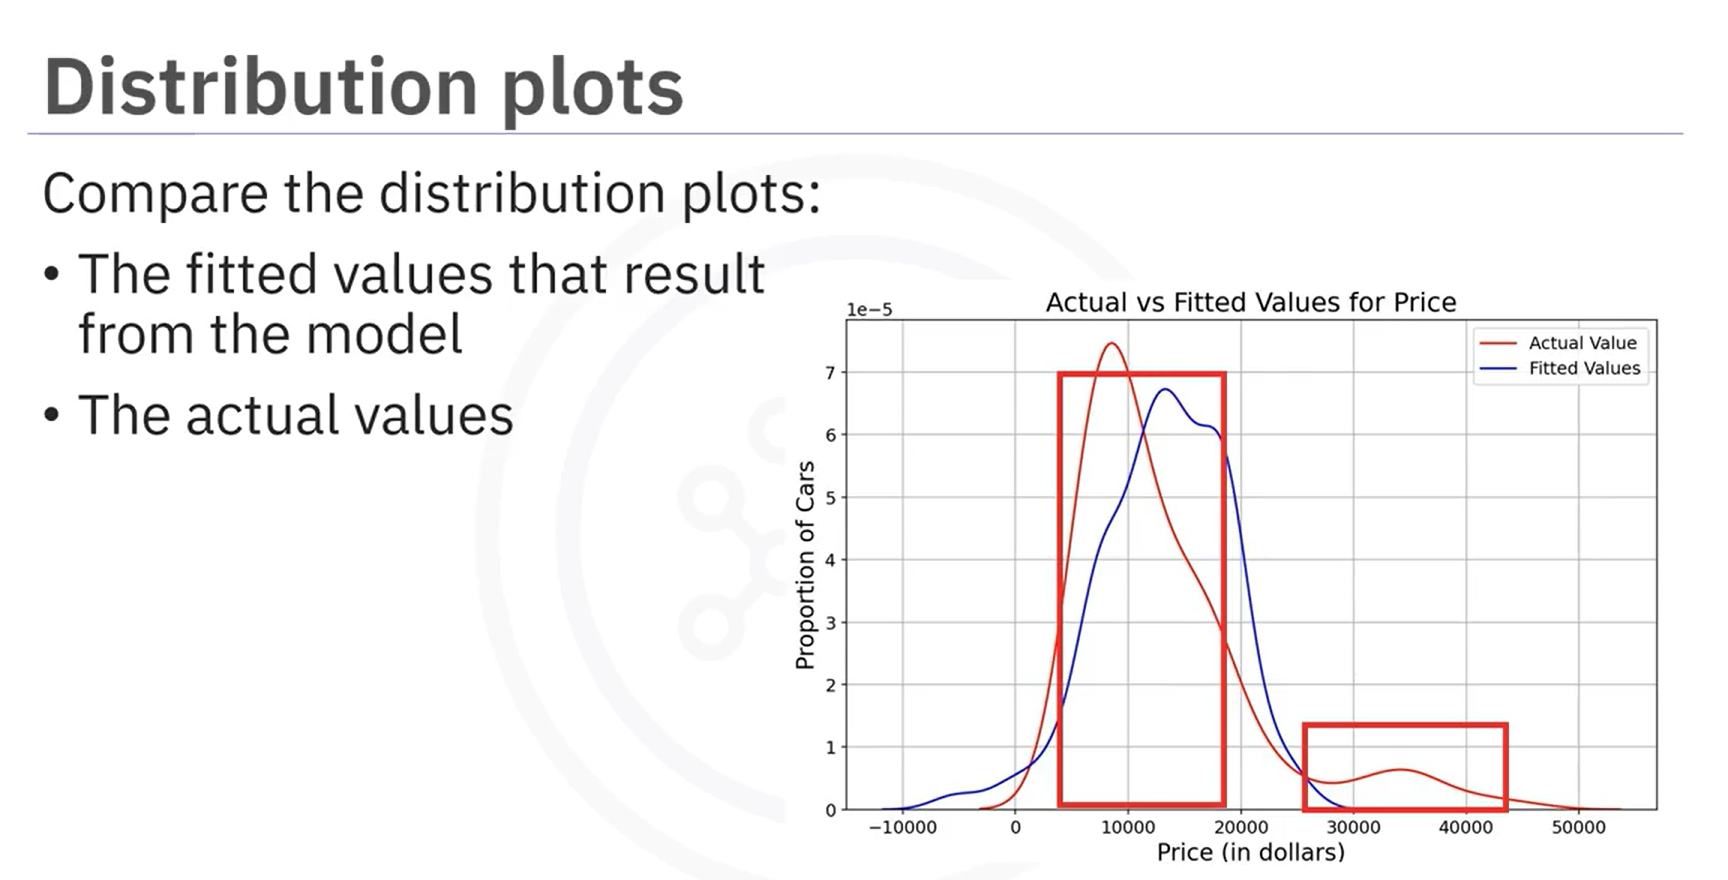 Distribution plots
Compare the distribution plots:
• The fitted values that result
from the model
• The actual values
Actual vs Fitted Values for Price
1e−5
Actual Value
Fitted Values
7
6
5
4
3
2
1
0
Proportion of Cars
−10000 0 10000 20000 30000 40000 50000
Price (in dollars)